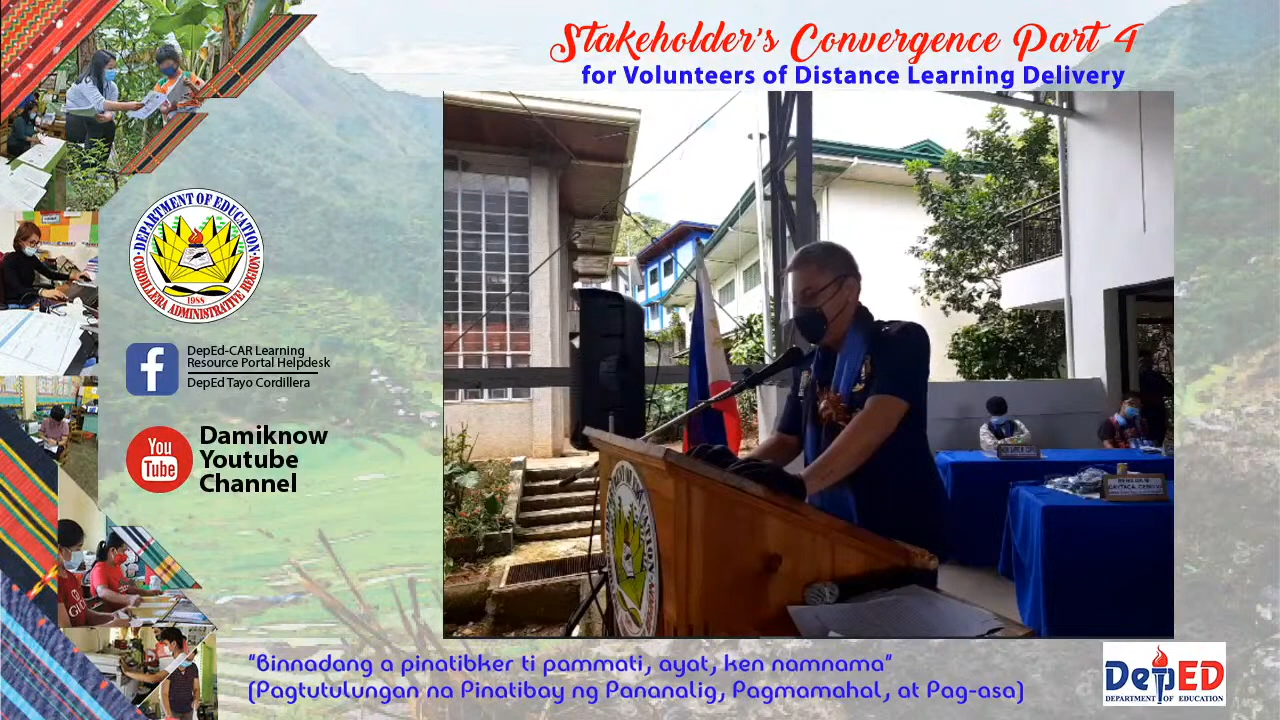 Stakeholder's Convergence Part 4
for Volunteers of Distance Learning Delivery
DEPARTMENT OF EDUCATION
CORDILLERA ADMINISTRATIVE REGION
1988
DepEd-CAR Learning
Resource Portal Helpdesk
DepEd Tayo Cordillera
You
Tube
Damiknow
Youtube
Channel
"Binnadang a pinatibker ti pammati, ayat, ken namnama"
(Pagtutulungan na Pinatibay ng Pananalig, Pagmamahal, at Pag-asa)
DepED
DEPARTMENT OF EDUCATION